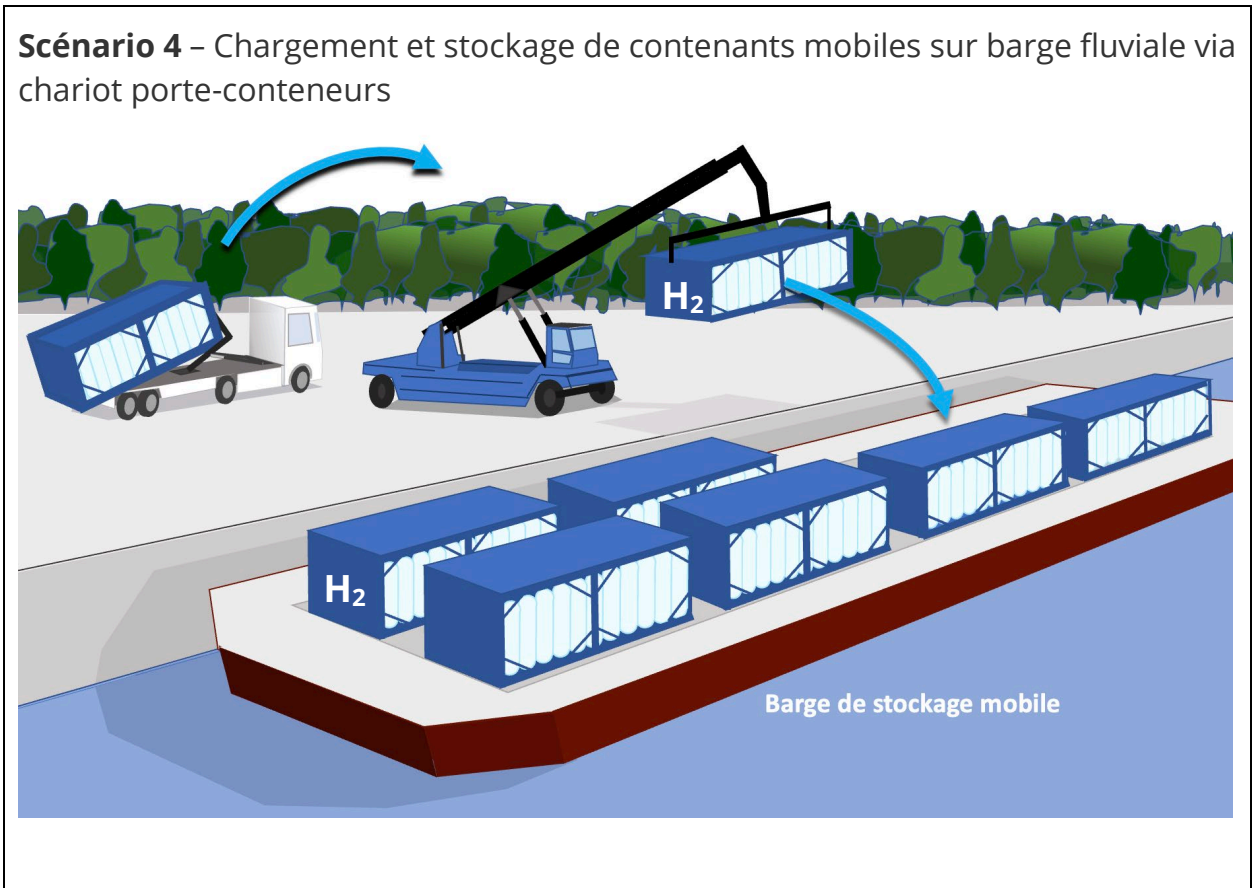 Scénario 4 – Chargement et stockage de contenants mobiles sur barge fluviale via
chariot porte-conteneurs
H₂
H₂
Barge de stockage mobile